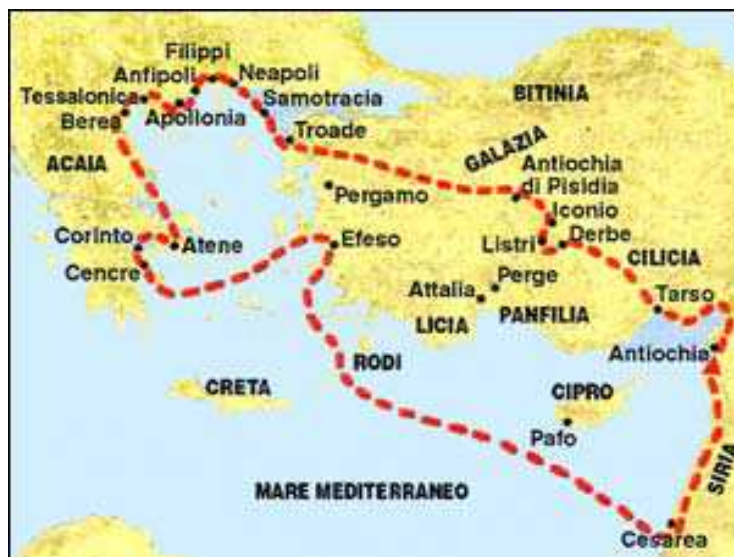 Filippi
Anfipoli
Neapoli
Tessalonica
Samotracia
Berea
Apollonia
BITINIA
Troade
ACAIA
GALAZIA
Antiochia
di Pisidia
Pergamo
Iconio
Corinto
Atene
Efeso
Listri
Derbe
Cencre
CILICIA
Perge
Attalia
Tarso
LICIA
PANFILIA
Antiochia
RODI
CRETA
CIPRO
Pafo
SIRIA
MARE MEDITERRANEO
Cesarea